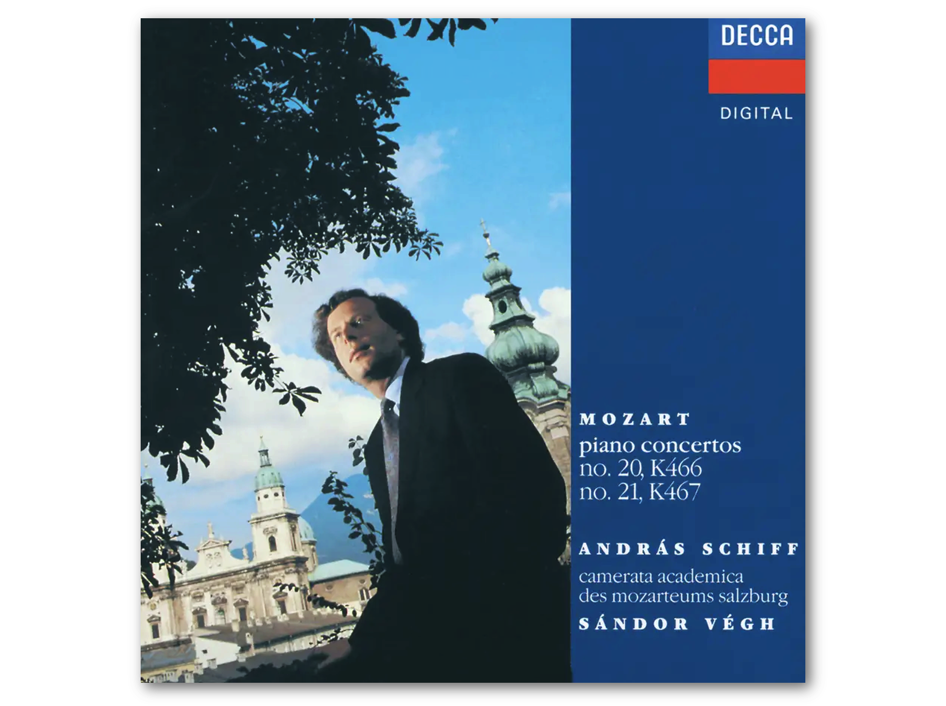 DECCA
DIGITAL
MOZART
piano concertos
no. 20, K466
no. 21, K467
ANDRÁS SCHIFF
camerata academica
des mozarteums salzburg
SÁNDOR VÉGH